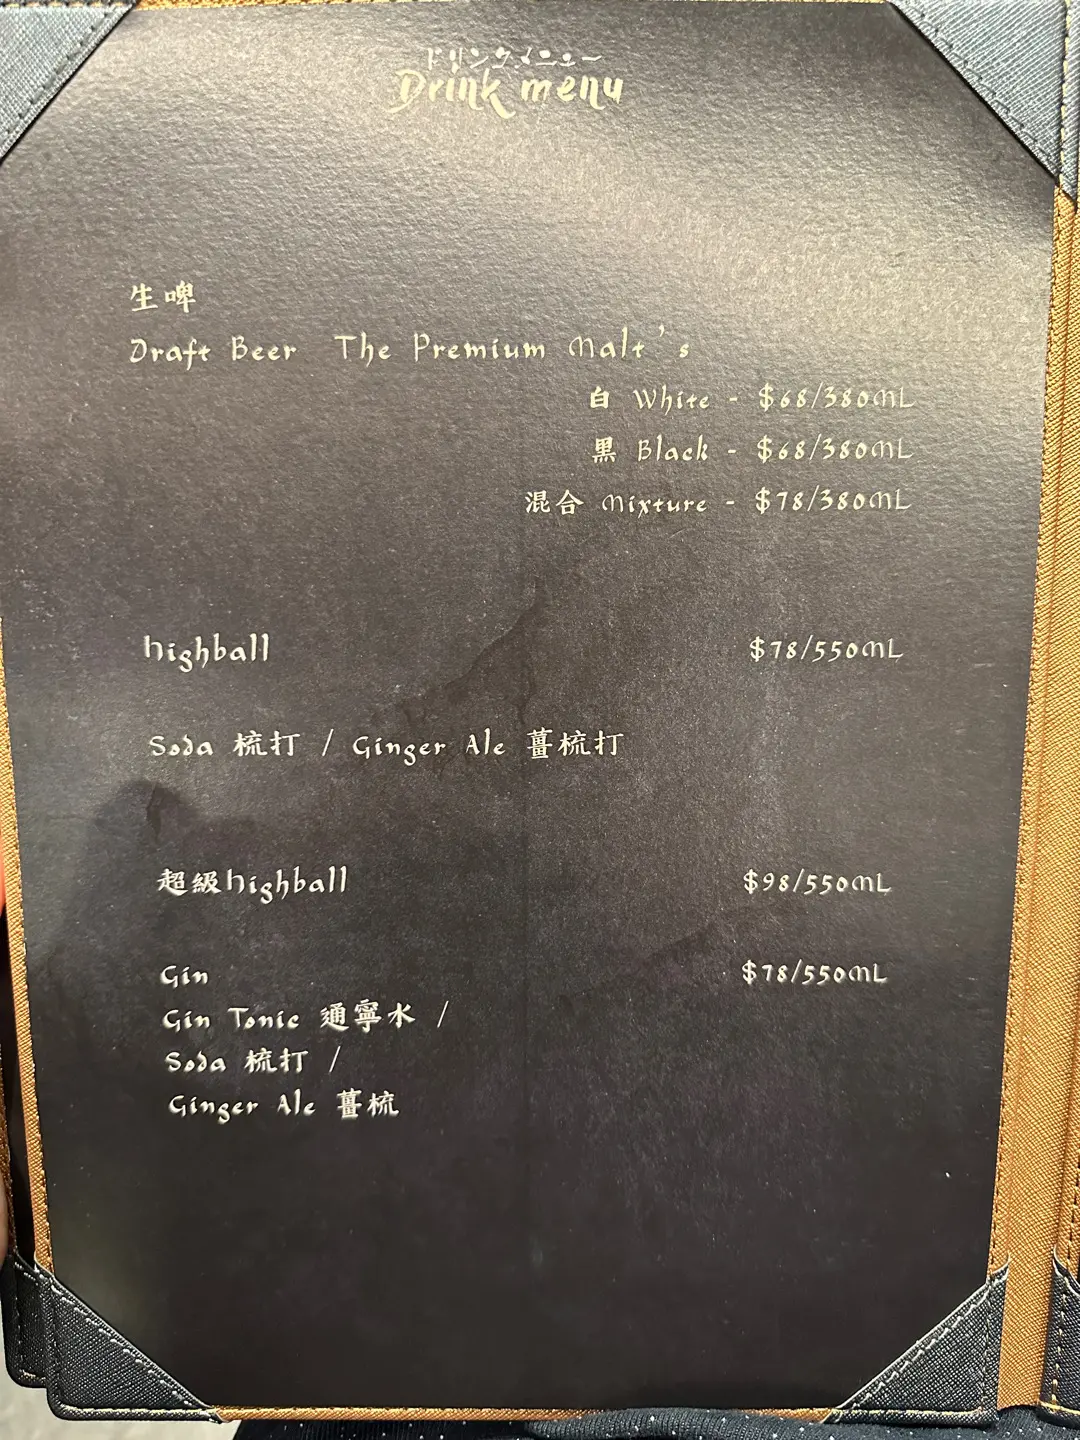 ドリンクメニュー
Drink menu
生啤
Draft Beer The Premium Malt's
白 White - $68/380ML
黒 Black - $68/380ML
混合 Mixture - $78/380ML
Highball $78/550ML
Soda 梳打 / Ginger Ale 薑梳打
超級Highball $98/550ML
Gin $78/550ML
Gin Tonic 通寧水 /
Soda 梳打 /
Ginger Ale 薑梳